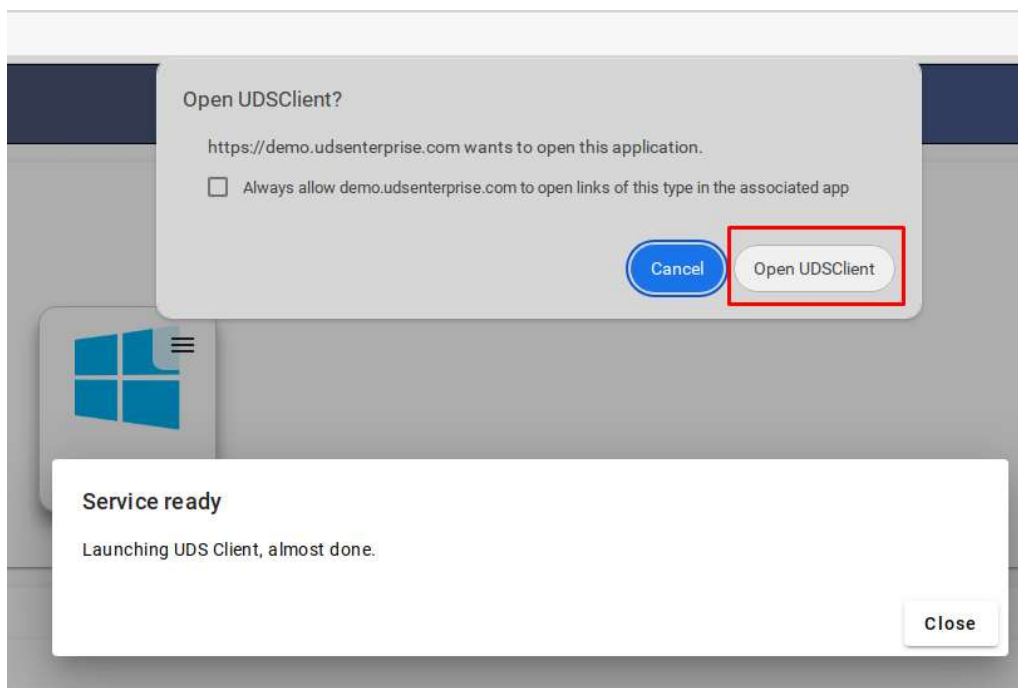 Open UDSClient?
https://demo.udsenterprise.com wants to open this application.
Always allow demo.udsenterprise.com to open links of this type in the associated app
Cancel
Open UDSClient
Service ready
Launching UDS Client, almost done.
Close